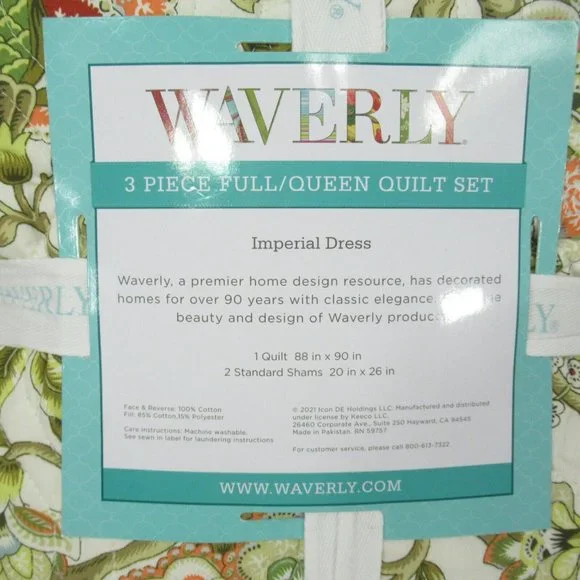 WAVERLY
3 PIECE FULL/QUEEN QUILT SET
Imperial Dress
Waverly, a premier home design resource, has decorated
homes for over 90 years with classic elegance.
beauty and design of Waverly
1 Quilt 88 in x 90 in
2 Standard Shams 20 in x 26 in
Face & Reverse: 100% Cotton
Fill: 85% Cotton,15% Polyester
Care Instructions: Machine washable.
See sewn in label for laundering instructions
© 2021 Icon DE Holdings LLC. Manufactured and distributed
under license by Keeco LLC.
26460 Corporate Ave., Suite 250 Hayward, CA 94545
Made in Pakistan. RN 59757
For customer service, please call 800-613-7322.
WWW.WAVERLY.COM